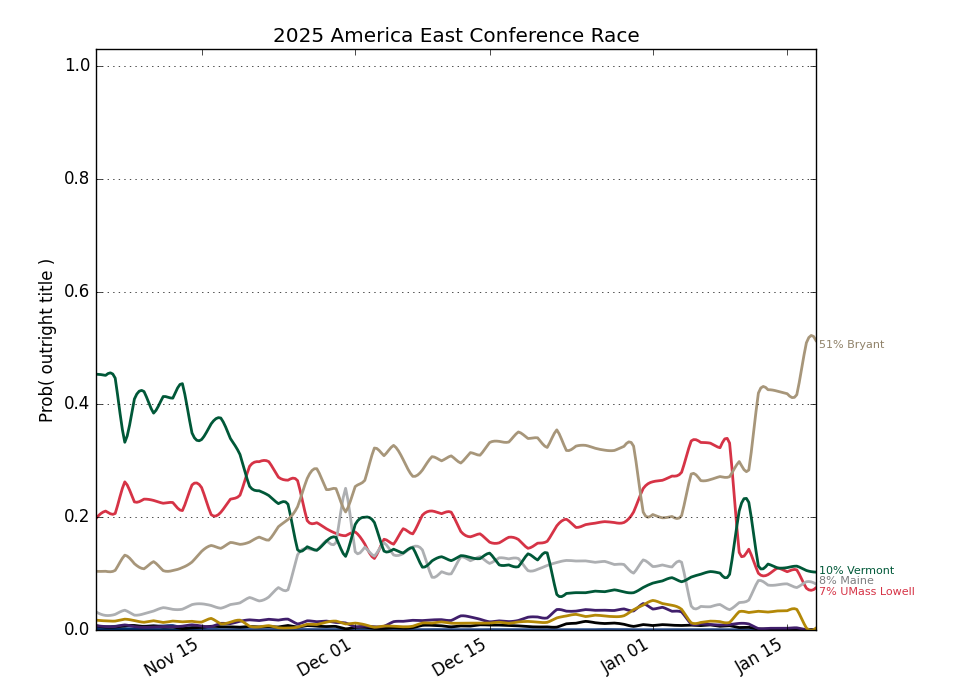 2025 America East Conference Race
Prob( outright title )
1.0
0.8
0.6
0.4
0.2
0.0
Nov 15
Dec 01
Dec 15
Jan 01
Jan 15
51% Bryant
10% Vermont
8% Maine
7% UMass Lowell